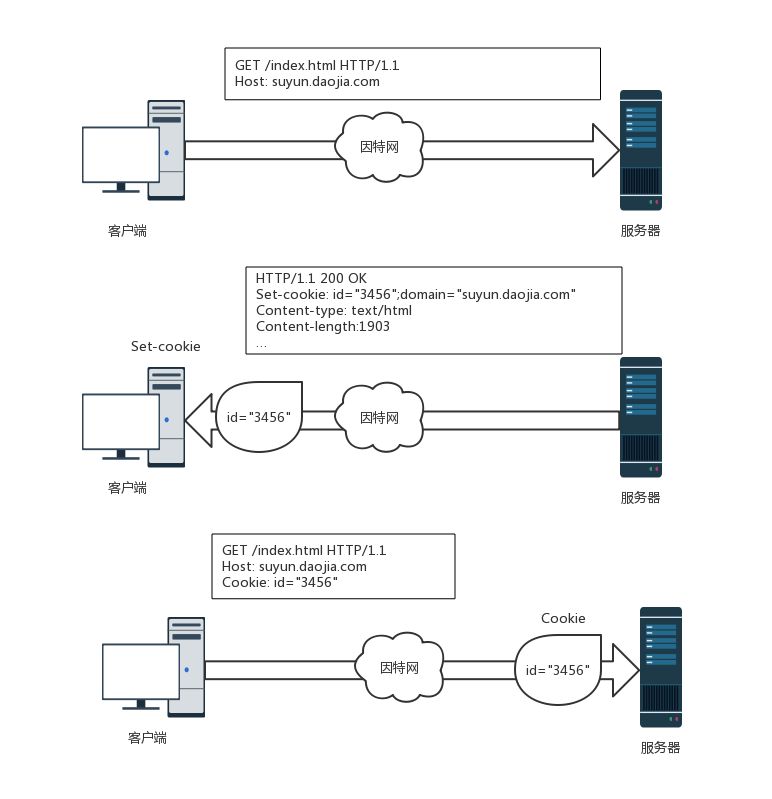 GET /index.html HTTP/1.1
Host: suyun.daojia.com
因特网
客户端
服务器
HTTP/1.1 200 OK
Set-cookie: id="3456";domain="suyun.daojia.com"
Content-type: text/html
Content-length:1903
...
Set-cookie
id="3456"
因特网
客户端
服务器
GET /index.html HTTP/1.1
Host: suyun.daojia.com
Cookie: id="3456"
Cookie
因特网
id="3456"
客户端
服务器